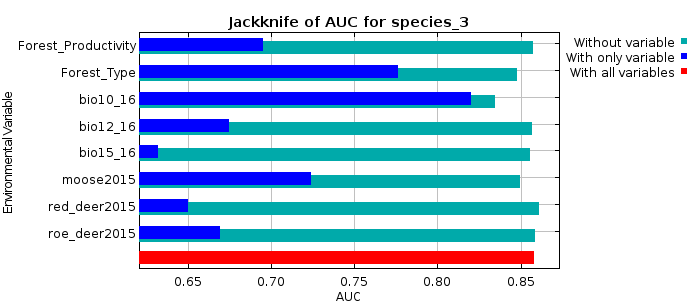 Jackknife of AUC for species_3
Environmental Variable
Forest_Productivity
Forest_Type
bio10_16
bio12_16
bio15_16
moose2015
red_deer2015
roe_deer2015
0.65 0.70 0.75 0.80 0.85
AUC
Without variable
With only variable
With all variables